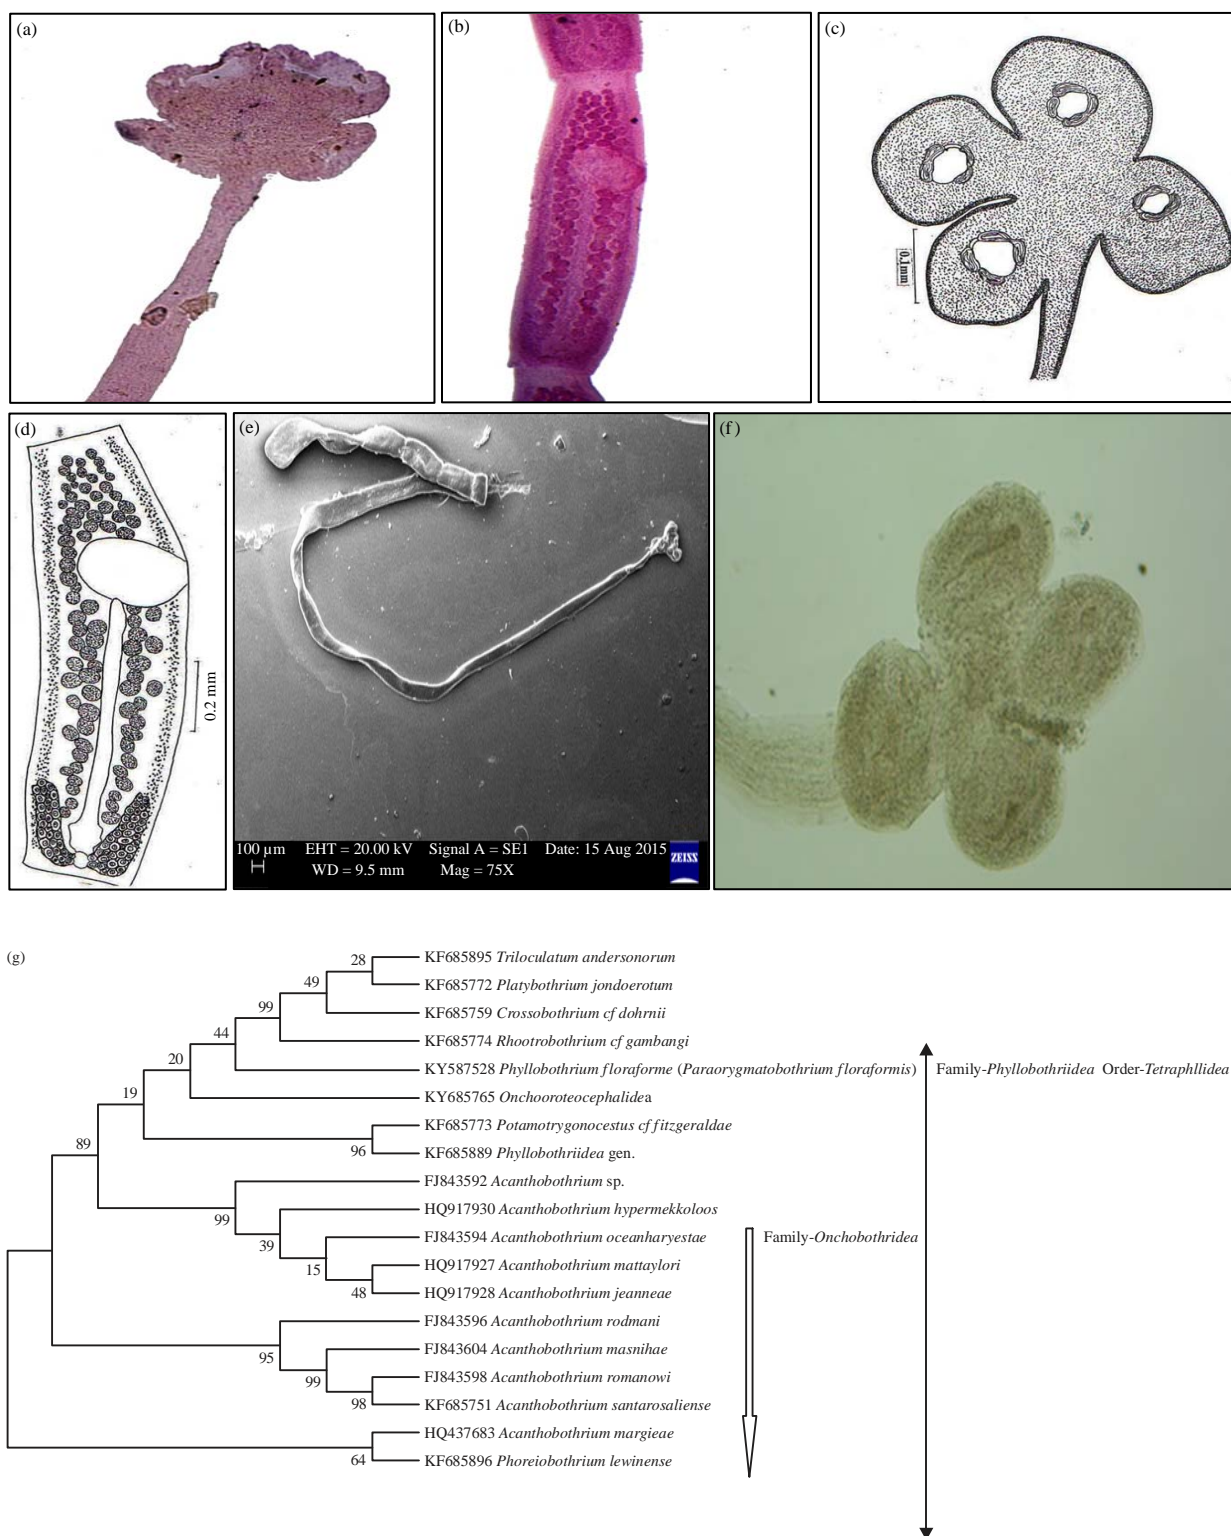 (a)
(b)
(c)
0.1mm
(d)
0.2 mm
(e)
100 µm EHT = 20.00 kV Signal A = SE1 Date: 15 Aug 2015
WD = 9.5 mm Mag = 75X
ZEISS
(f)
(g)
28 KF685895 Triloculatum andersonorum
49 KF685772 Platybothrium jondoerotum
99 KF685759 Crossobothrium cf dohrnii
44 KF685774 Rhootrobothrium cf gambangi
20 KY587528 Phyllobothrium floraforme (Paraorygmatobothrium floraformis) Family-Phyllobothriidea Order-Tetraphllidea
19 KY685765 Onchooroteocephalidea
KF685773 Potamotrygonocestus cf fitzgeraldae
89 96 KF685889 Phyllobothriidea gen.
FJ843592 Acanthobothrium sp.
99 HQ917930 Acanthobothrium hypermekkoloos
39 FJ843594 Acanthobothrium oceanharyestae Family-Onchobothridea
15 HQ917927 Acanthobothrium mattaylori
48 HQ917928 Acanthobothrium jeanneae
FJ843596 Acanthobothrium rodmani
95 FJ843604 Acanthobothrium masnihae
99 FJ843598 Acanthobothrium romanowi
98 KF685751 Acanthobothrium santarosaliense
HQ437683 Acanthobothrium margieae
64 KF685896 Phoreiobothrium lewinense